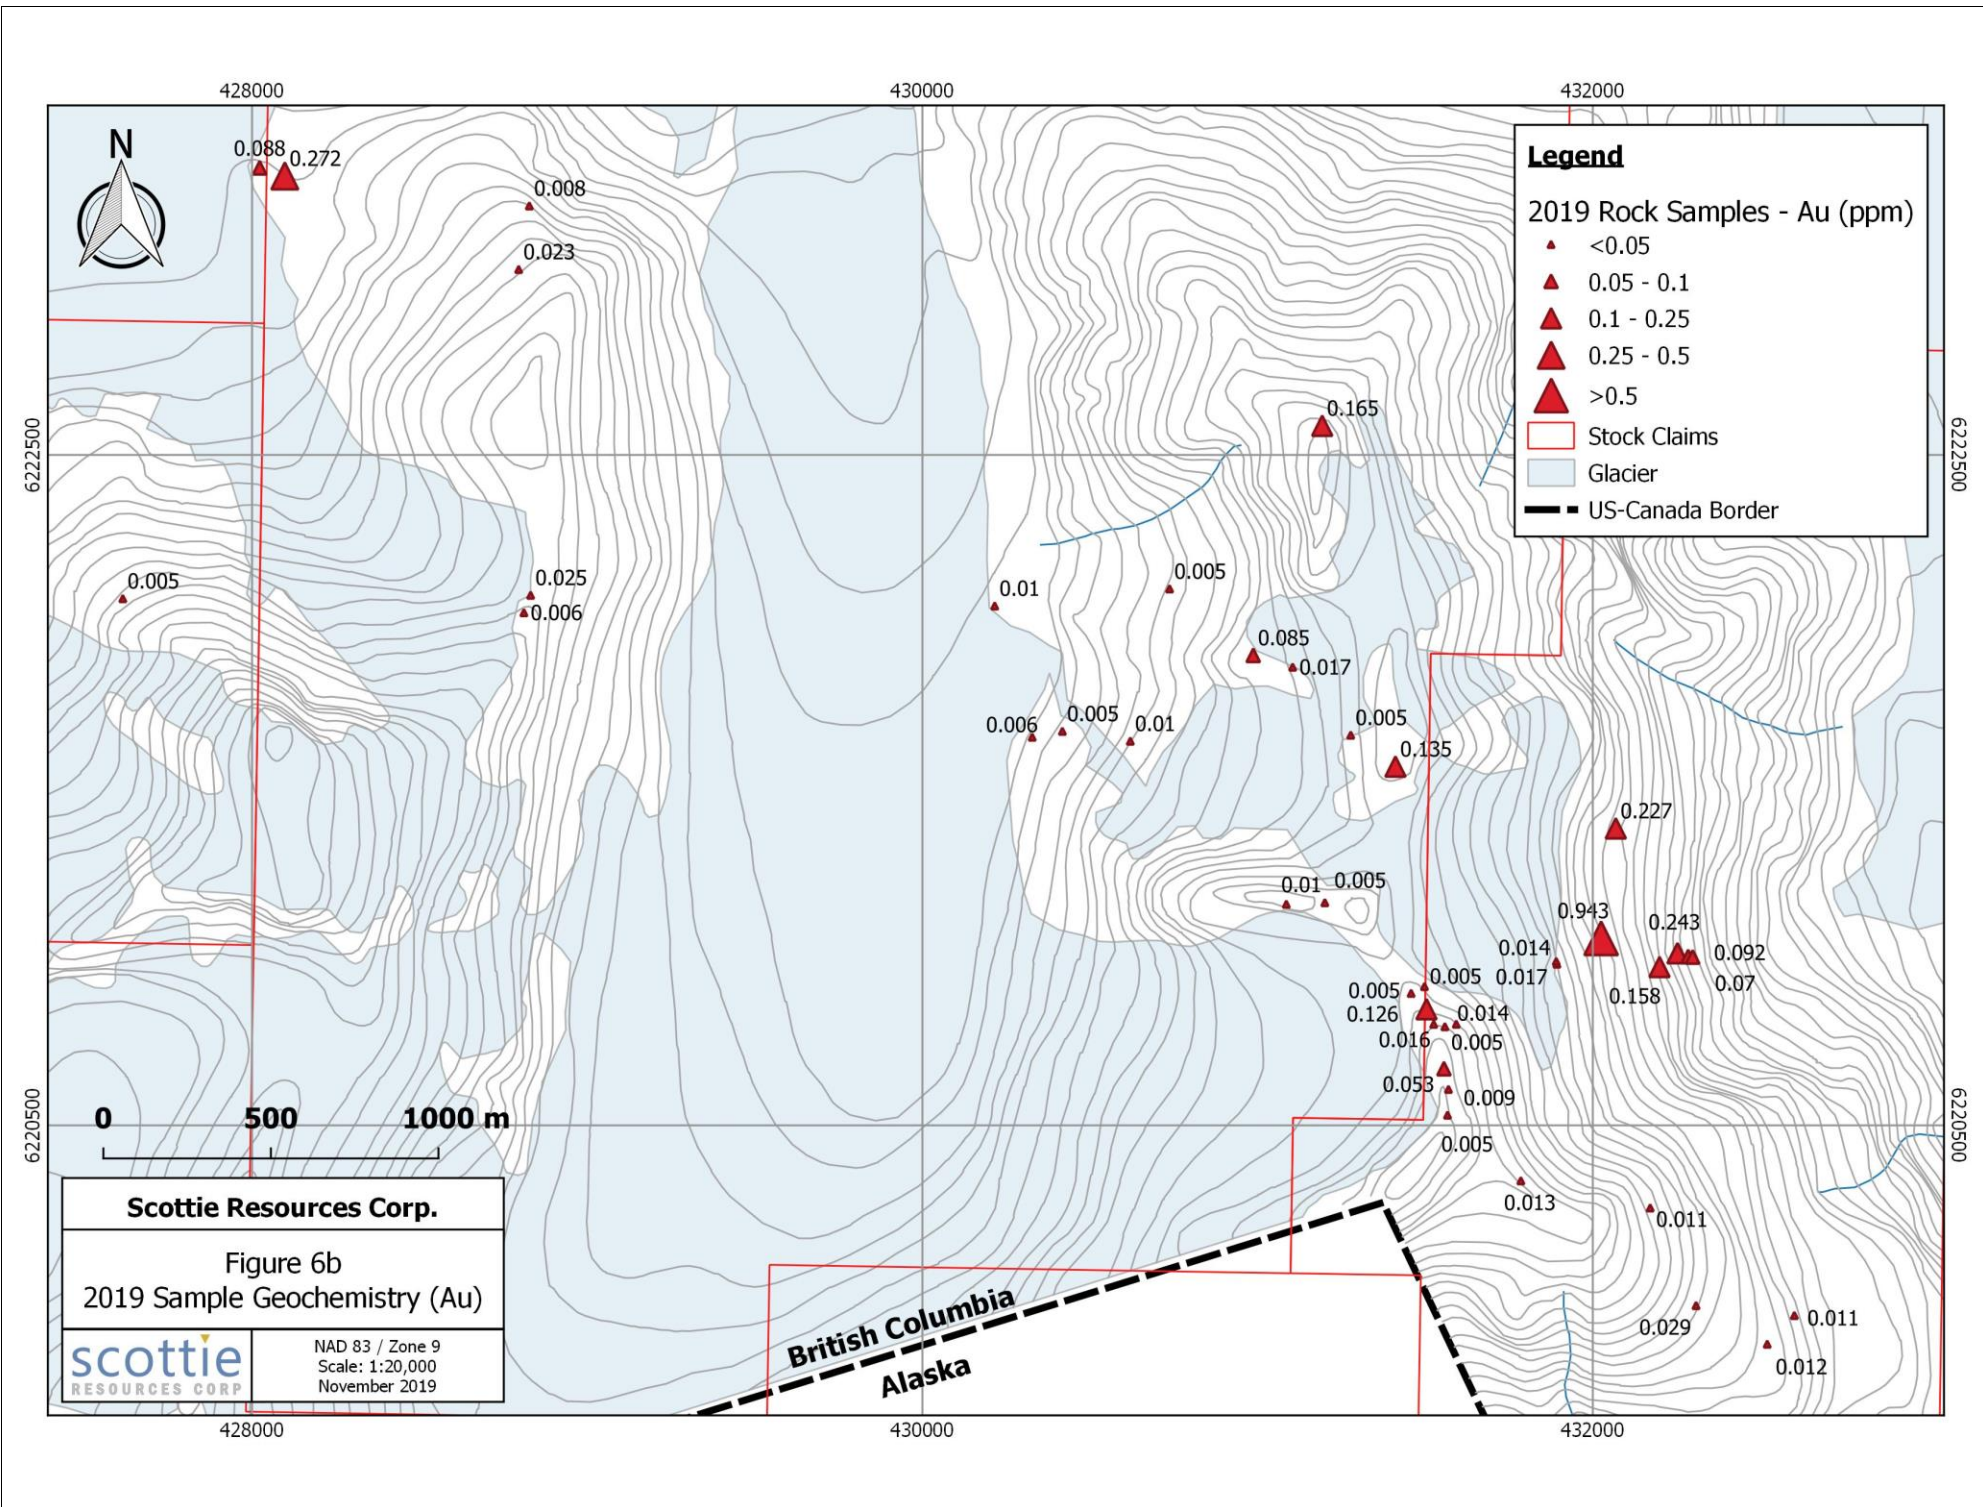 428000
430000
432000
N
0.088
0.272
0.008
0.023
Legend
2019 Rock Samples - Au (ppm)
<0.05
0.05 - 0.1
0.1 - 0.25
0.25 - 0.5
>0.5
Stock Claims
Glacier
US-Canada Border
0.165
6222500
6222500
0.005
0.025
0.006
0.01
0.005
0.085
0.017
0.006
0.005
0.01
0.005
0.135
0.227
0.01
0.005
0.943
0.243
0.014
0.017
0.092
0.07
0.158
0.005
0.005
0.126
0.014
0.016
0.005
0.053
0.009
0.005
6220500
6220500
0
500
1000 m
0.013
0.011
0.029
0.011
0.012
Scottie Resources Corp.
Figure 6b
2019 Sample Geochemistry (Au)
scottie
RESOURCES CORP
NAD 83 / Zone 9
Scale: 1:20,000
November 2019
British Columbia
Alaska
428000
430000
432000